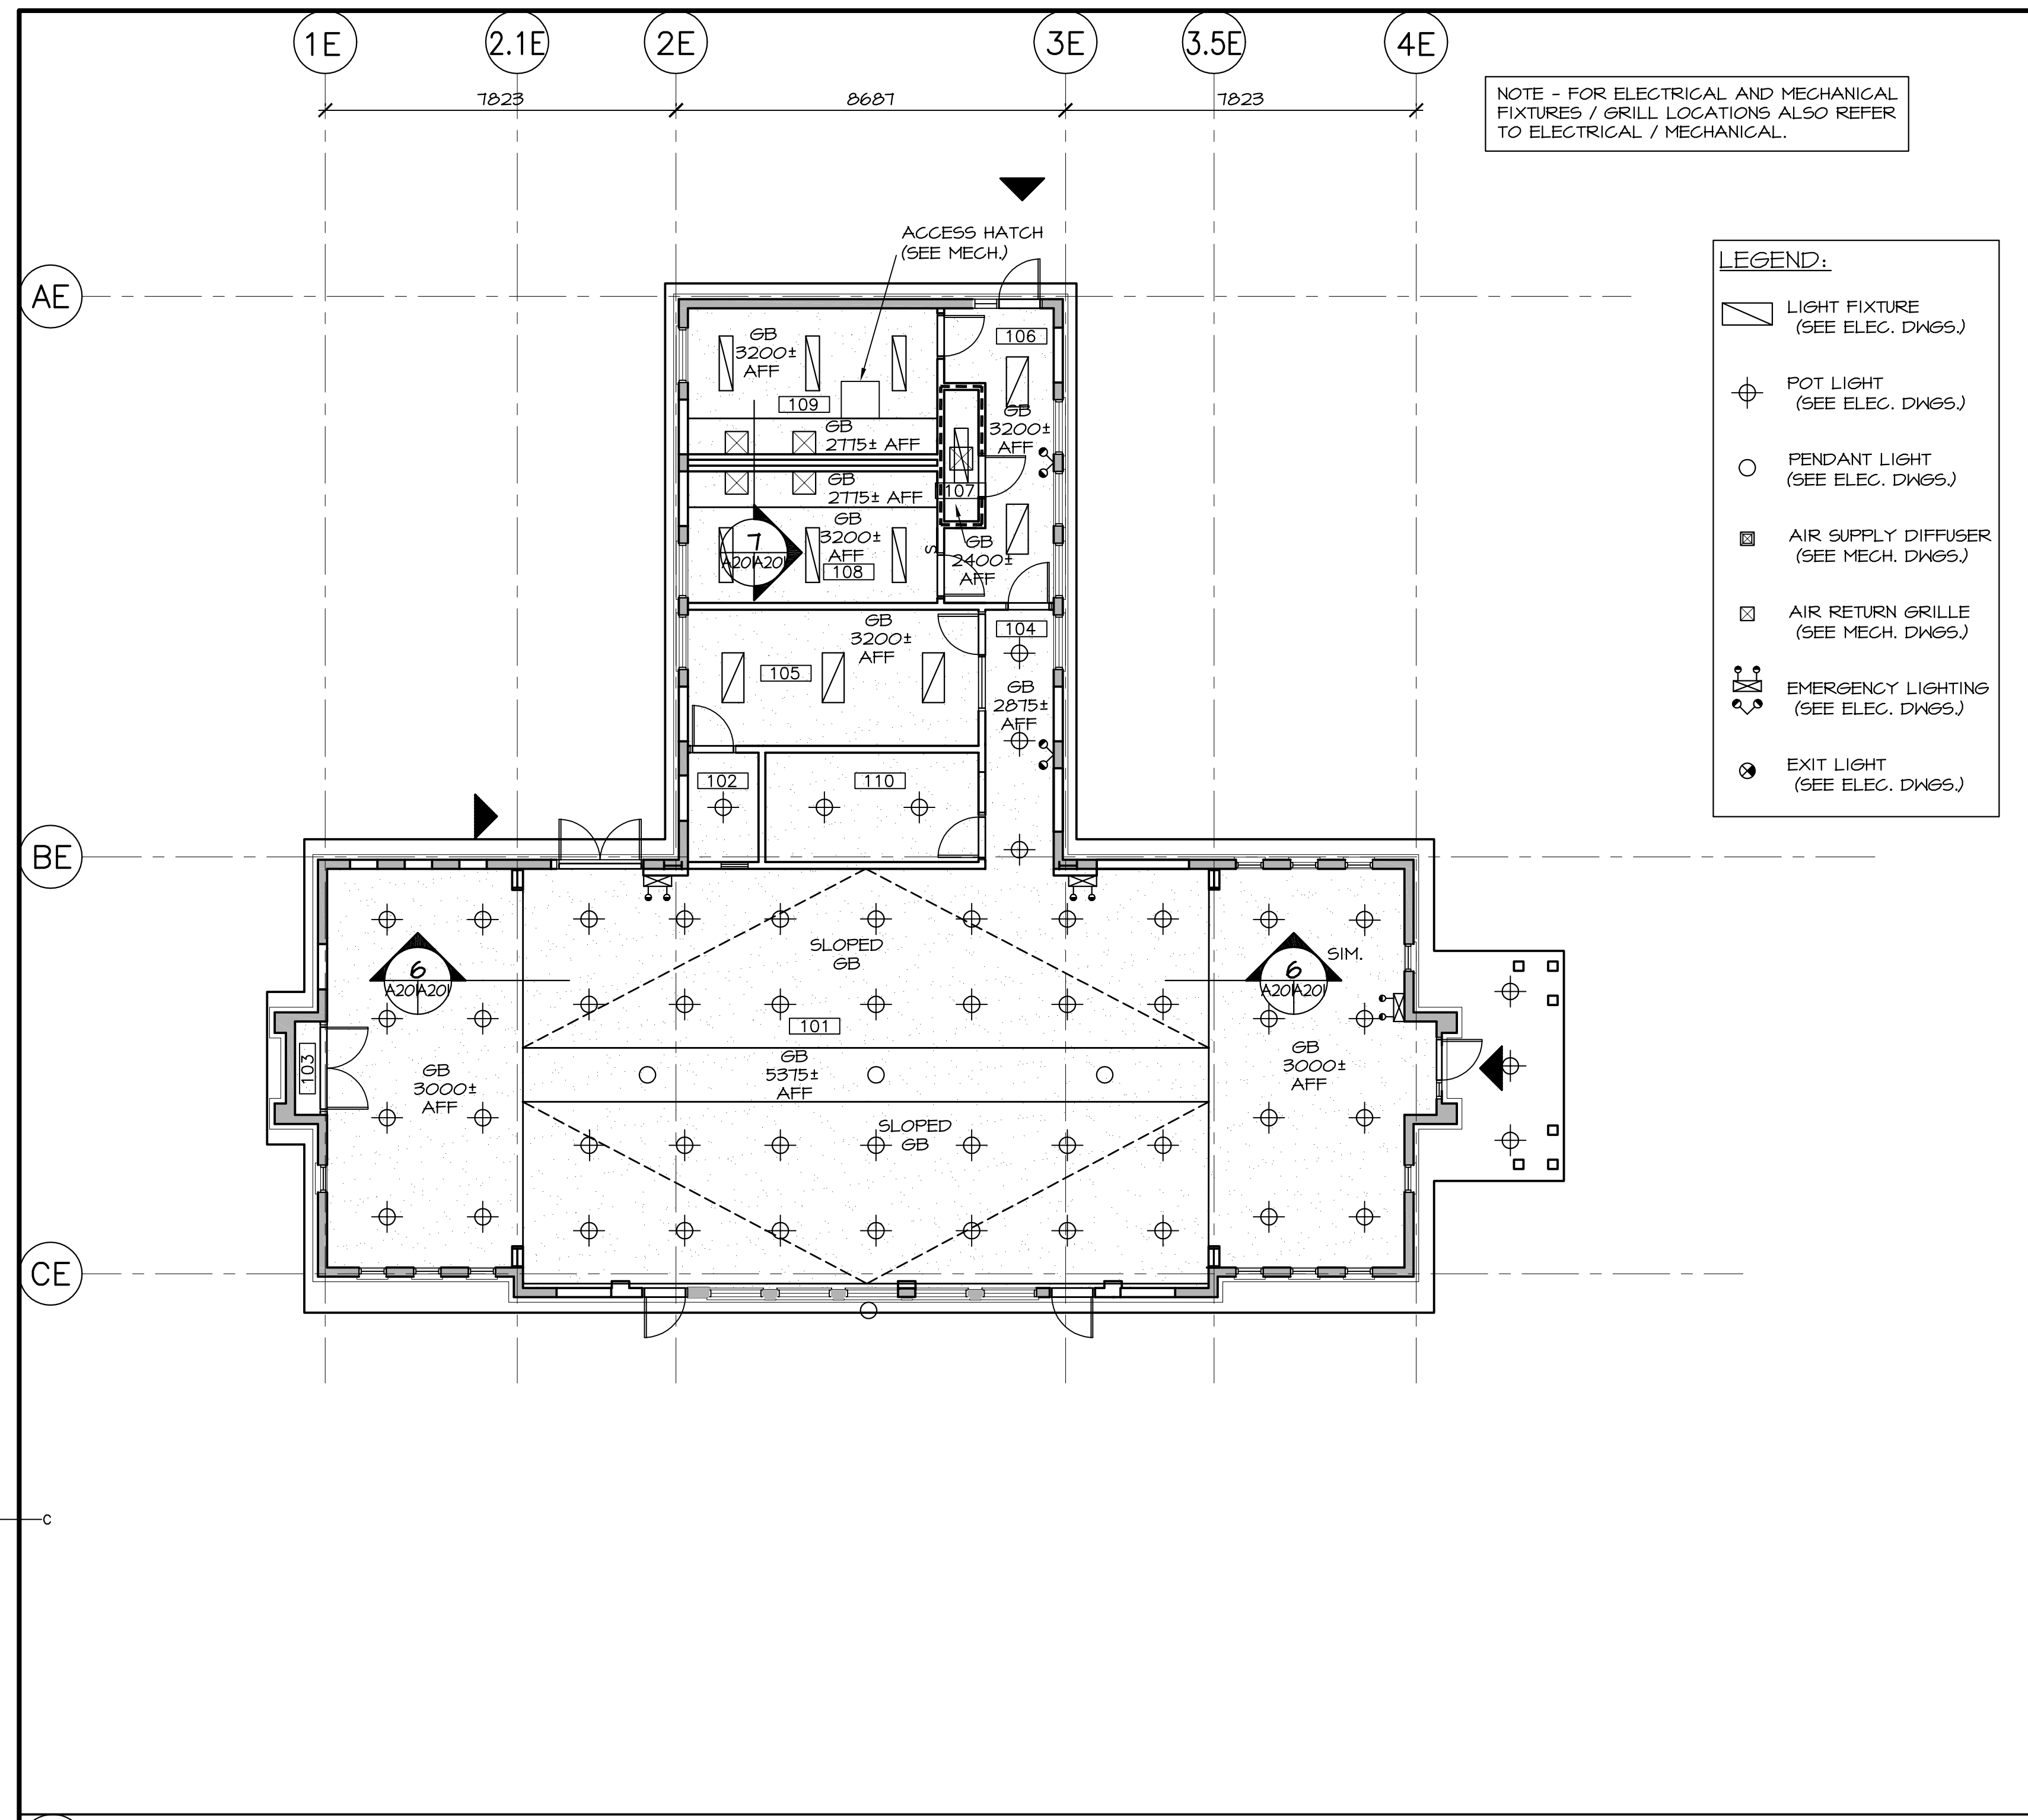 1E
2.1E
2E
3E
3.5E
4E
7823
8687
7823
NOTE - FOR ELECTRICAL AND MECHANICAL
FIXTURES / GRILL LOCATIONS ALSO REFER
TO ELECTRICAL / MECHANICAL.
ACCESS HATCH
(SEE MECH.)
LEGEND:
LIGHT FIXTURE
(SEE ELEC. DWGS.)
POT LIGHT
(SEE ELEC. DWGS.)
PENDANT LIGHT
(SEE ELEC. DWGS.)
AIR SUPPLY DIFFUSER
(SEE MECH. DWGS.)
AIR RETURN GRILLE
(SEE MECH. DWGS.)
EMERGENCY LIGHTING
(SEE ELEC. DWGS.)
EXIT LIGHT
(SEE ELEC. DWGS.)
AE
GB
3200±
AFF
106
109
GB
3200±
AFF
GB
2775± AFF
GB
2775± AFF
107
GB
3200±
AFF
108
7
A201
A201
S
GB
2400±
AFF
GB
3200±
AFF
104
105
GB
2875±
AFF
102
110
BE
SLOPED
GB
SIM.
6
A201
A201
6
A201
A201
101
103
GB
3000±
AFF
GB
5375±
AFF
GB
3000±
AFF
SLOPED
GB
CE
C